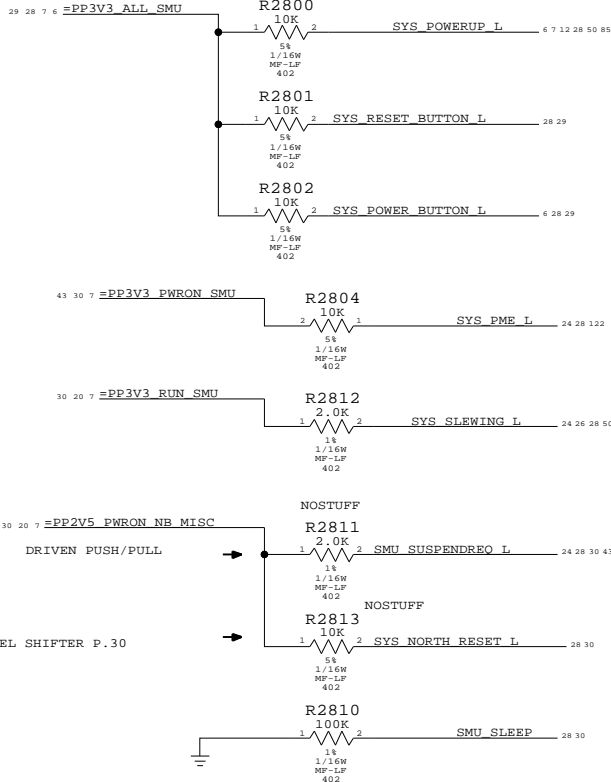 R2800
29 28 7 6 =PP3V3_ALL_SMU
10K
1 2 SYS_POWERUP_L 6 7 12 28 50 85
5%
1/16W
MF-LF
402
R2801
10K
1 2 SYS_RESET_BUTTON_L 28 29
5%
1/16W
MF-LF
402
R2802
10K
1 2 SYS_POWER_BUTTON_L 6 28 29
5%
1/16W
MF-LF
402
43 30 7 =PP3V3_PWRON_SMU
R2804
10K
2 1 SYS_PME_L 24 28 122
5%
1/16W
MF-LF
402
30 20 7 =PP3V3_RUN_SMU
R2812
2.0K
1 2 SYS_SLEWING_L 24 26 28 50
1%
1/16W
MF-LF
402
NOSTUFF
30 20 7 =PP2V5_PWRON_NB_MISC
R2811
2.0K
DRIVEN PUSH/PULL
1 2 SMU_SUSPENDREQ_L 24 28 30 43
1%
1/16W
MF-LF
402
NOSTUFF
R2813
10K
EL SHIFTER P.30
1 2 SYS_NORTH_RESET_L 28 30
5%
1/16W
MF-LF
402
R2810
100K
1 2 SMU_SLEEP 28 30
1%
1/16W
MF-LF
402